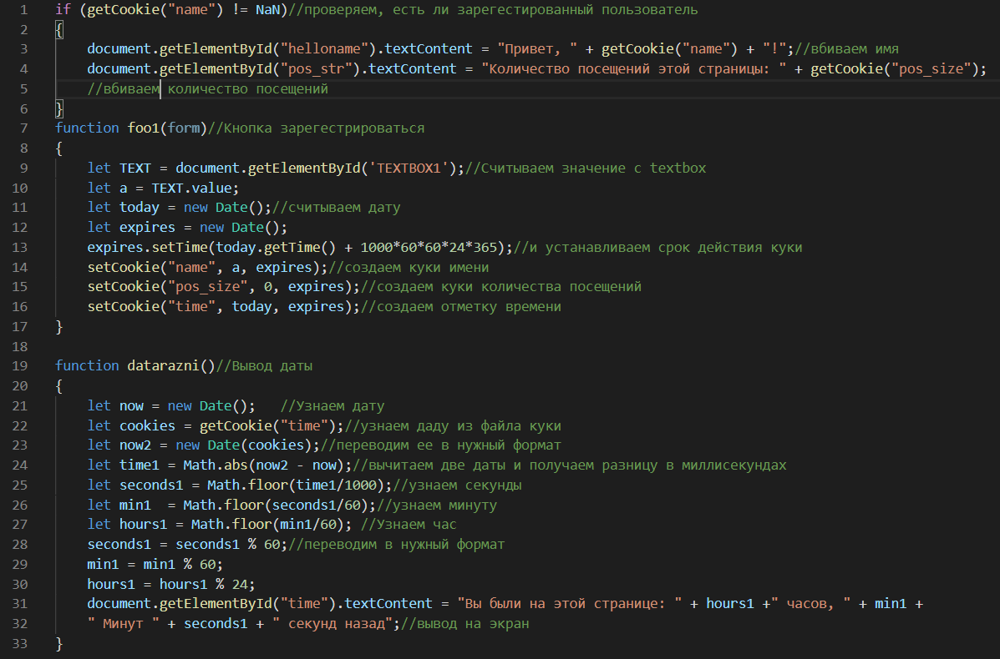 1 if (getCookie("name") != NaN)//проверяем, есть ли зарегестированный пользователь
2 {
3 document.getElementById("helloname").textContent = "Привет, " + getCookie("name") + "!";//вбиваем имя
4 document.getElementById("pos_str").textContent = "Количество посещений этой страницы: " + getCookie("pos_size");
5 //вбиваем количество посещений
6 }
7 function foo1(form)//Кнопка зарегестрироваться
8 {
9 let TEXT = document.getElementById('TEXTBOX1');//Считываем значение с textbox
10 let a = TEXT.value;
11 let today = new Date();//считываем дату
12 let expires = new Date();
13 expires.setTime(today.getTime() + 1000*60*60*24*365);//и устанавливаем срок действия куки
14 setCookie("name", a, expires);//создаем куки имени
15 setCookie("pos_size", 0, expires);//создаем куки количества посещений
16 setCookie("time", today, expires);//создаем отметку времени
17 }
18
19 function datarazni()//Вывод даты
20 {
21 let now = new Date();   //Узнаем дату
22 let cookies = getCookie("time");//узнаем даду из файла куки
23 let now2 = new Date(cookies);//переводим ее в нужный формат
24 let time1 = Math.abs(now2 - now);//вычитаем две даты и получаем разницу в миллисекундах
25 let seconds1 = Math.floor(time1/1000);//узнаем секунды
26 let min1  = Math.floor(seconds1/60);//узнаем минуту
27 let hours1 = Math.floor(min1/60); //Узнаем час
28 seconds1 = seconds1 % 60;//переводим в нужный формат
29 min1 = min1 % 60;
30 hours1 = hours1 % 24;
31 document.getElementById("time").textContent = "Вы были на этой странице: " + hours1 +" часов, " + min1 +
32 " Минут " + seconds1 + " секунд назад";//вывод на экран
33 }